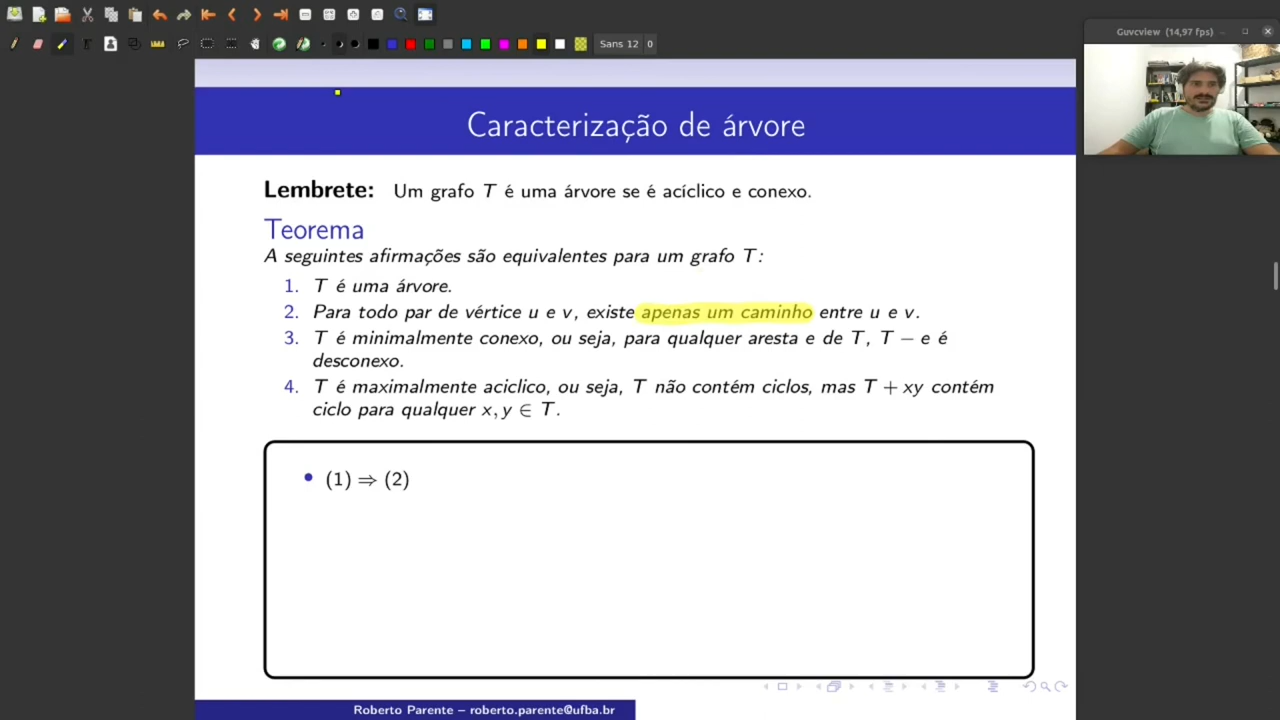 Sans 12 0
Guvcview (14,97 fps)
Caracterização de árvore
Lembrete: Um grafo T é uma árvore se é acíclico e conexo.
Teorema
A seguintes afirmações são equivalentes para um grafo T:
1. T é uma árvore.
2. Para todo par de vértice u e v, existe apenas um caminho entre u e v.
3. T é minimalmente conexo, ou seja, para qualquer aresta e de T, T − e é
desconexo.
4. T é maximalmente aciclico, ou seja, T não contém ciclos, mas T + xy contém
ciclo para qualquer x, y ∈ T.
• (1) ⇒ (2)
Roberto Parente – roberto.parente@ufba.br